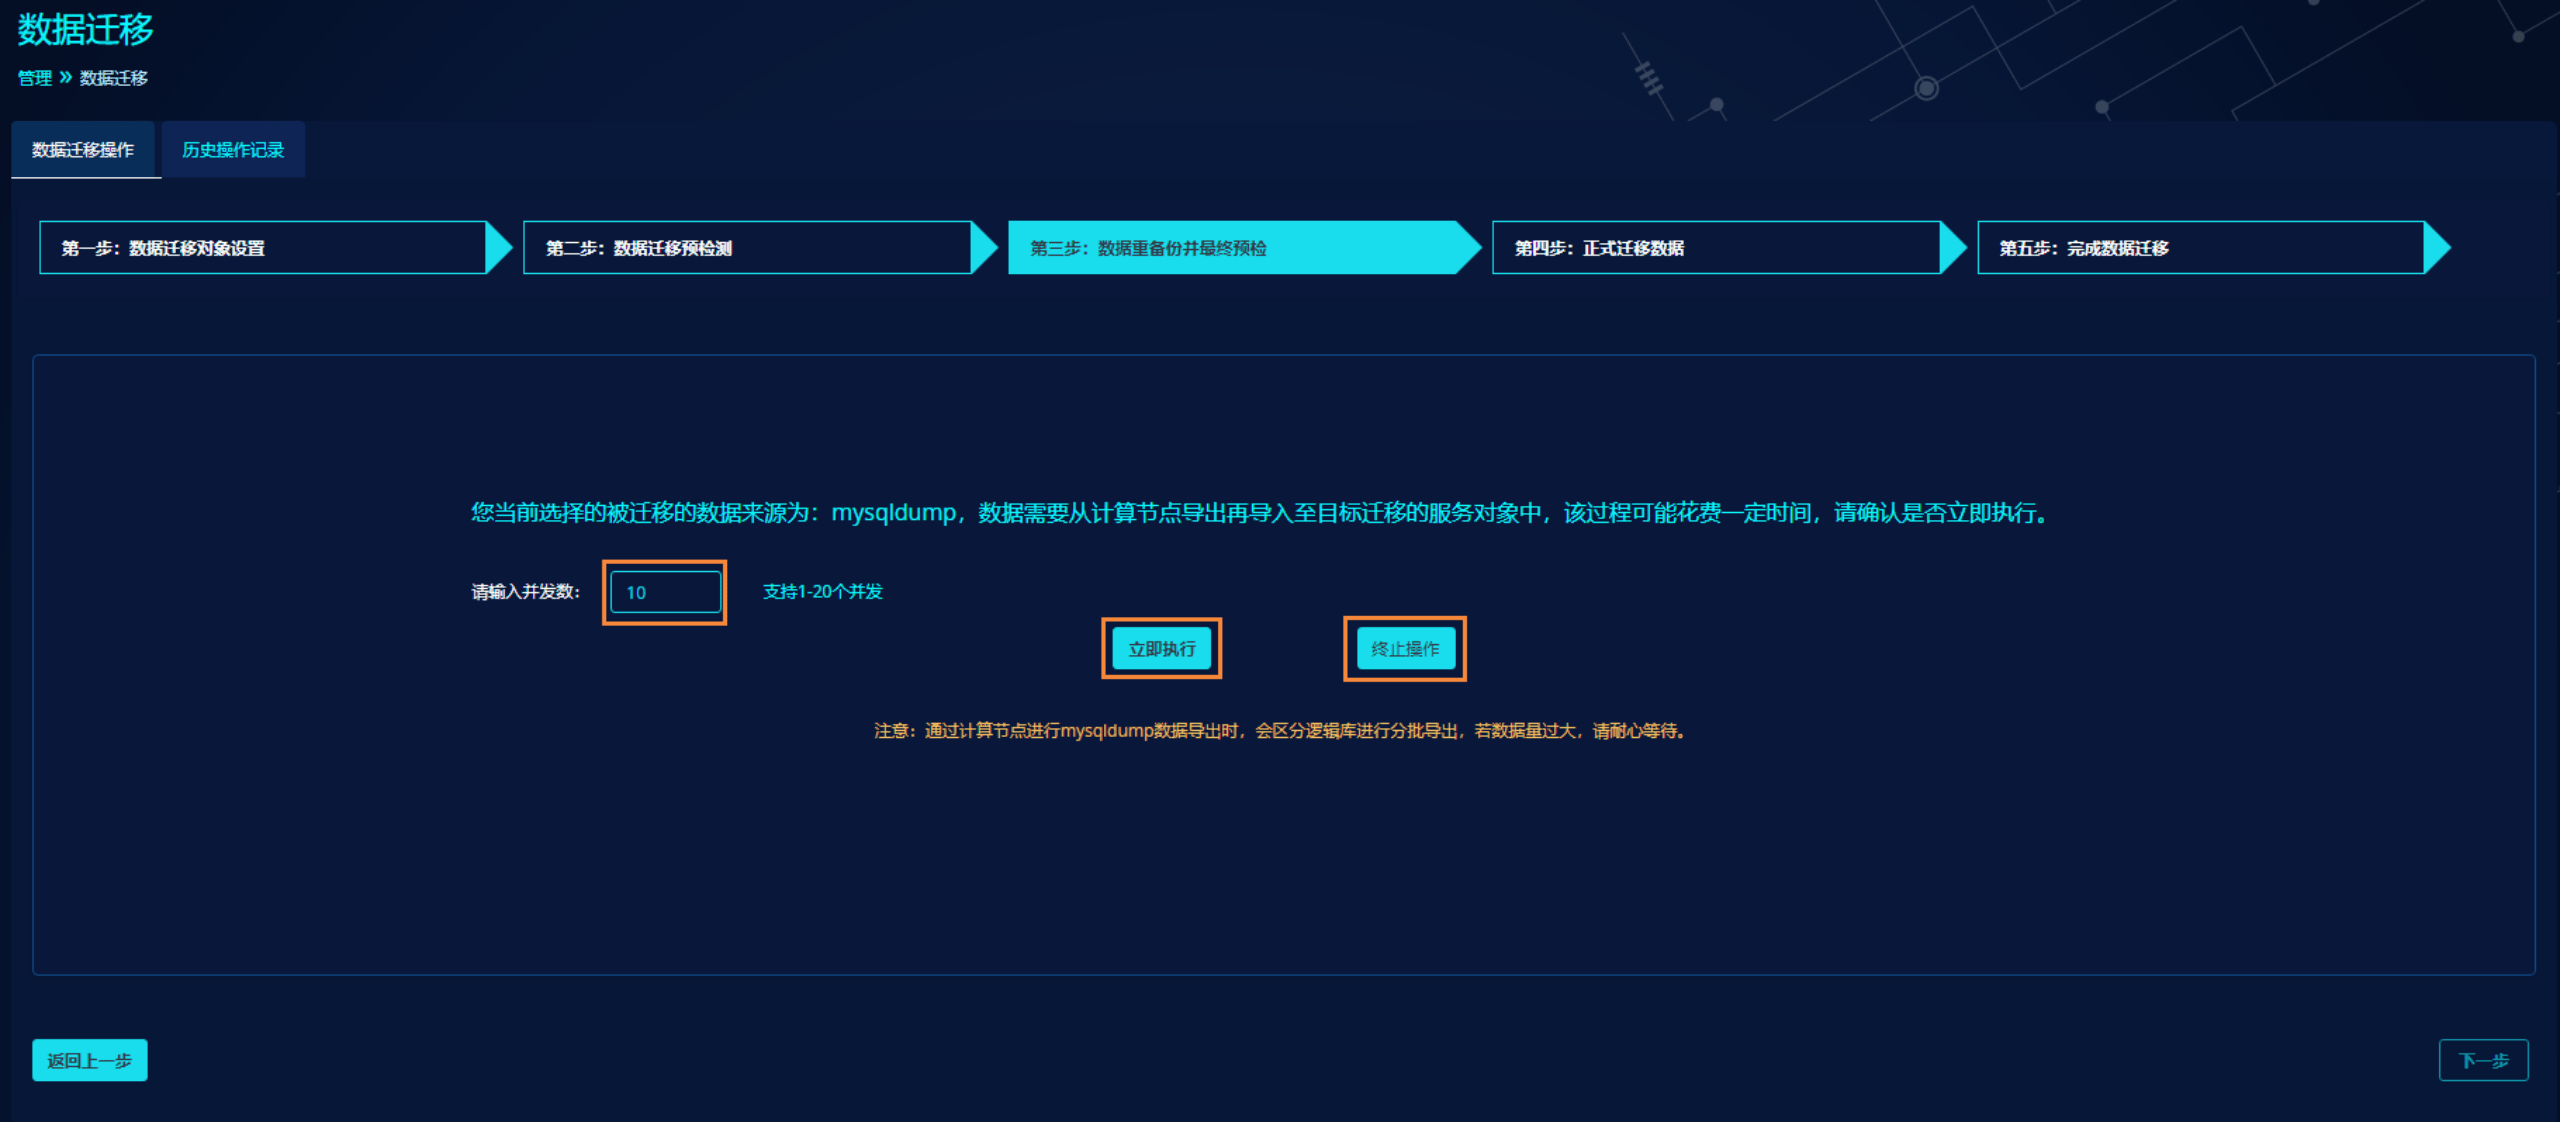 数据迁移
管理 » 数据迁移
数据迁移操作 历史操作记录
第一步：数据迁移对象设置 第二步：数据迁移预检测 第三步：数据重备份并最终预检 第四步：正式迁移数据 第五步：完成数据迁移
您当前选择的被迁移的数据来源为：mysqldump，数据需要从计算节点导出再导入至目标迁移的服务对象中，该过程可能花费一定时间，请确认是否立即执行。
请输入并发数： 10 支持1-20个并发
立即执行 终止操作
注意：通过计算节点进行mysqldump数据导出时，会区分逻辑库进行分批导出，若数据量过大，请耐心等待。
返回上一步 下一步